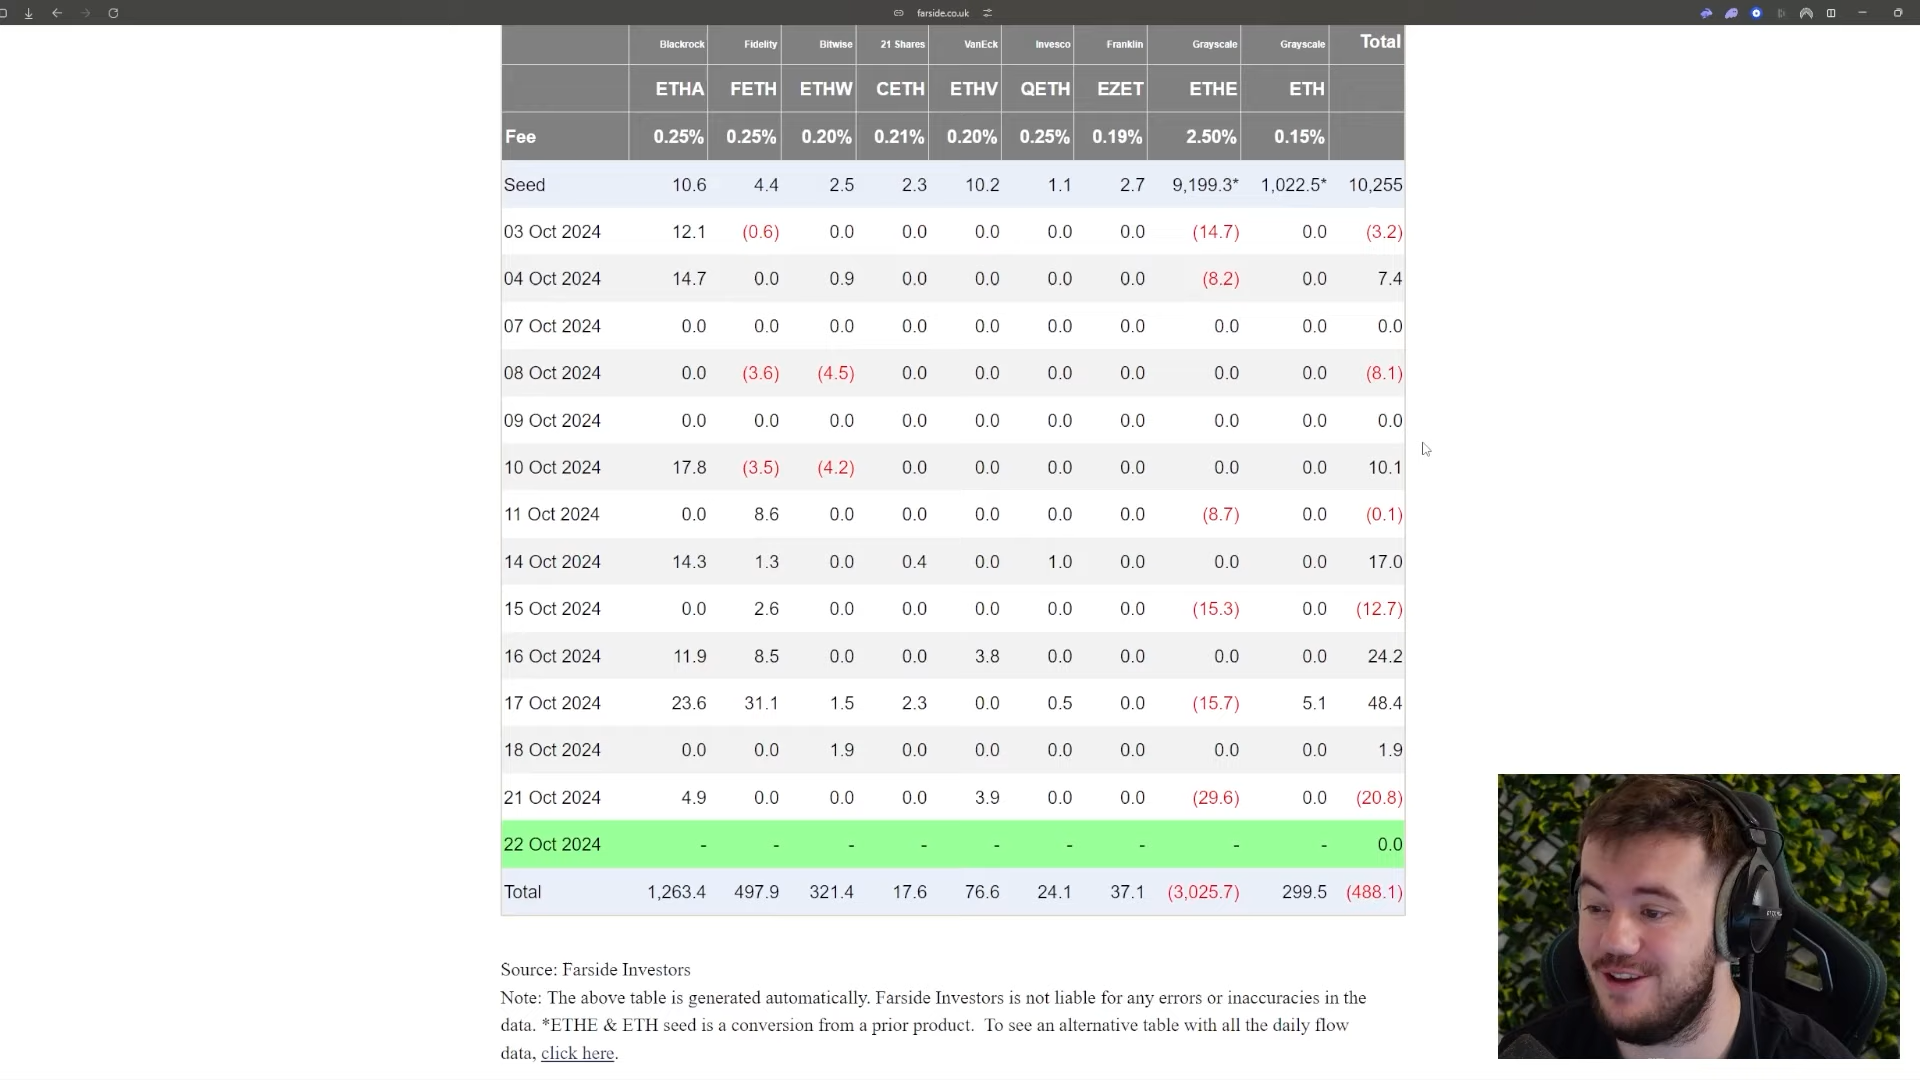 farside.co.uk
Blackrock Fidelity Bitwise 21 Shares VanEck Invesco Franklin Grayscale Grayscale Total
ETHA FETH ETHW CETH ETHV QETH EZET ETHE ETH
Fee 0.25% 0.25% 0.20% 0.21% 0.20% 0.25% 0.19% 2.50% 0.15%
Seed 10.6 4.4 2.5 2.3 10.2 1.1 2.7 9,199.3* 1,022.5* 10,255
03 Oct 2024 12.1 (0.6) 0.0 0.0 0.0 0.0 0.0 (14.7) 0.0 (3.2)
04 Oct 2024 14.7 0.0 0.9 0.0 0.0 0.0 0.0 (8.2) 0.0 7.4
07 Oct 2024 0.0 0.0 0.0 0.0 0.0 0.0 0.0 0.0 0.0 0.0
08 Oct 2024 0.0 (3.6) (4.5) 0.0 0.0 0.0 0.0 0.0 0.0 (8.1)
09 Oct 2024 0.0 0.0 0.0 0.0 0.0 0.0 0.0 0.0 0.0 0.0
10 Oct 2024 17.8 (3.5) (4.2) 0.0 0.0 0.0 0.0 0.0 0.0 10.1
11 Oct 2024 0.0 8.6 0.0 0.0 0.0 0.0 0.0 (8.7) 0.0 (0.1)
14 Oct 2024 14.3 1.3 0.0 0.4 0.0 1.0 0.0 0.0 0.0 17.0
15 Oct 2024 0.0 2.6 0.0 0.0 0.0 0.0 0.0 (15.3) 0.0 (12.7)
16 Oct 2024 11.9 8.5 0.0 0.0 3.8 0.0 0.0 0.0 0.0 24.2
17 Oct 2024 23.6 31.1 1.5 2.3 0.0 0.5 0.0 (15.7) 5.1 48.4
18 Oct 2024 0.0 0.0 1.9 0.0 0.0 0.0 0.0 0.0 0.0 1.9
21 Oct 2024 4.9 0.0 0.0 0.0 3.9 0.0 0.0 (29.6) 0.0 (20.8)
22 Oct 2024 - - - - - - - - - 0.0
Total 1,263.4 497.9 321.4 17.6 76.6 24.1 37.1 (3,025.7) 299.5 (488.1)
Source: Farside Investors
Note: The above table is generated automatically. Farside Investors is not liable for any errors or inaccuracies in the
data. *ETHE & ETH seed is a conversion from a prior product. To see an alternative table with all the daily flow
data, click here.